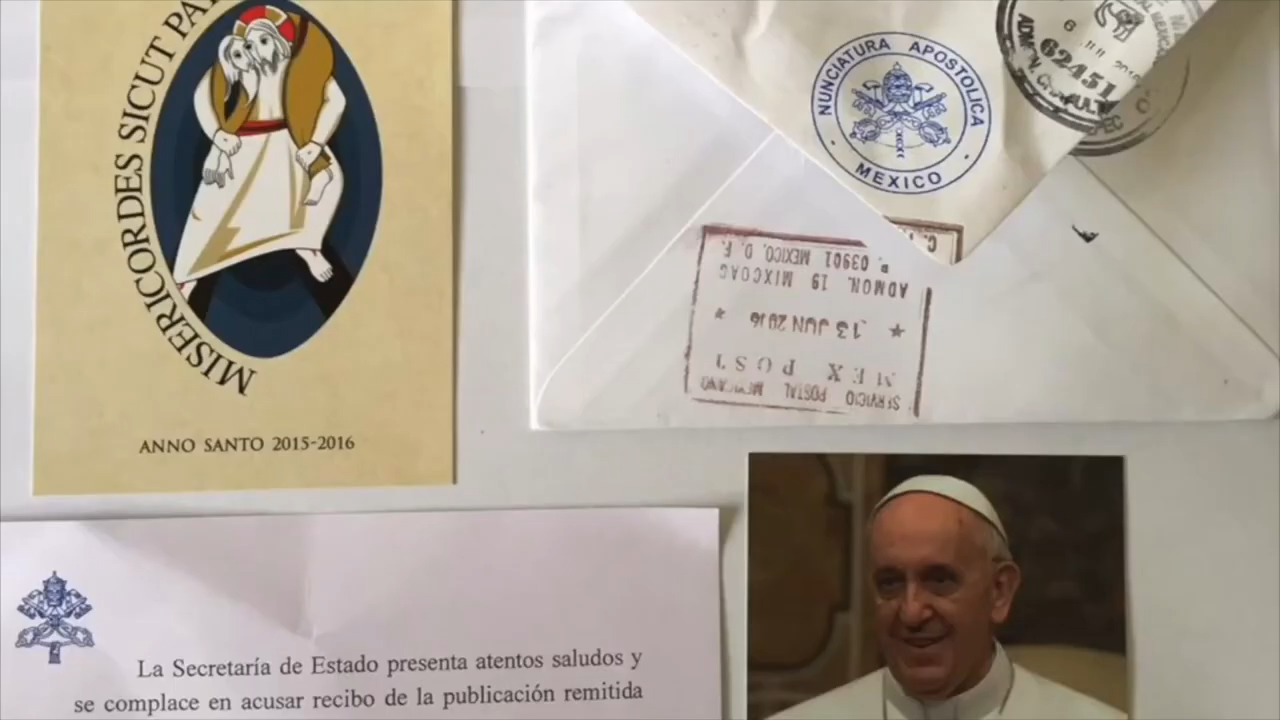 MISERICORDES SICUT PA
ANNO SANTO 2015-2016
NUNCIATURA APOSTOLICA
MEXICO
62451
C.
P. 03901 MEXICO, D. F.
ADMON. 19 MIXCOAC
★ 13 JUN 2016 ★
MEX POST
SERVICIO POSTAL MEXICANO
La Secretaría de Estado presenta atentos saludos y
se complace en acusar recibo de la publicación remitida